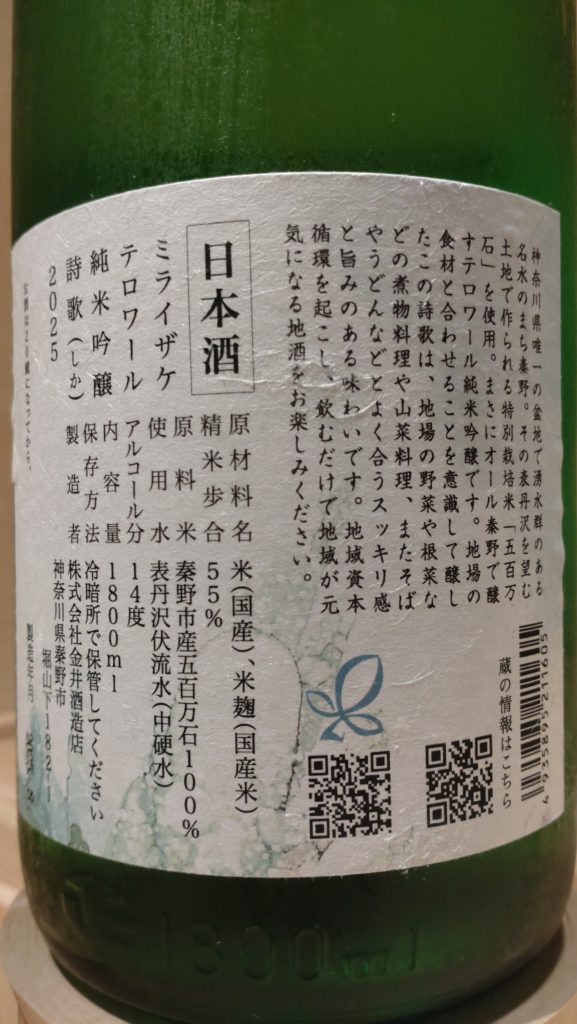 神奈川県唯一の盆地で湧水群のある
名水のまち秦野。その表丹沢を望む
土地で作られる特別栽培米「五百万
石」を使用。まさにオール秦野で醸
すテロワール純米吟醸です。地場の
食材と合わせることを意識して醸し
たこの詩歌は、地場の野菜や根菜な
どの煮物料理や山菜料理、またそば
やうどんなどとよく合うスッキリ感
と旨みのある味わいです。地域資本
循環を起こし、飲むだけで地域が元
気になる地酒をお楽しみください。
蔵の情報はこちら
4935895211605
日本酒
ミライザケ
テロワール
純米吟醸
詩歌（しか）
2025
原材料名 米（国産）、米麹（国産米）
精米歩合 55％
原料米 秦野市産五百万石100％
使用水 表丹沢伏流水（中硬水）
アルコール分 14度
内容量 1800ml
保存方法 冷暗所で保管してください
製造者 株式会社金井酒造店
神奈川県秦野市
堀山下1821
製造年月
お酒は20歳になってから。
1800ml